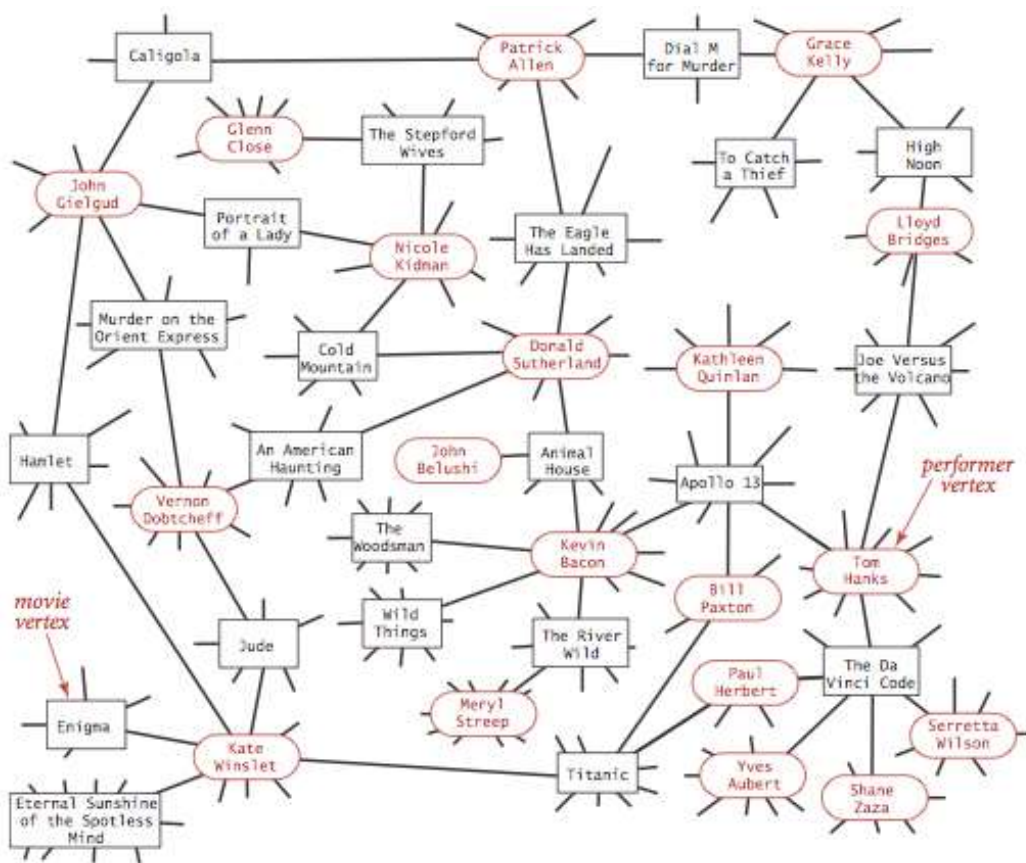 Caligola
Patrick
Allen
Dial M
for Murder
Grace
Kelly
Glenn
Close
The Stepford
Wives
To Catch
a Thief
High
Noon
John
Gielgud
Portrait
of a Lady
Nicole
Kidman
The Eagle
Has Landed
Lloyd
Bridges
Murder on the
Orient Express
Cold
Mountain
Donald
Sutherland
Kathleen
Quinlan
Joe Versus
the Volcano
Hamlet
An American
Haunting
John
Belushi
Animal
House
Apollo 13
performer
vertex
Vernon
Dobtcheff
The
Woodsman
Kevin
Bacon
Tom
Hanks
Bill
Paxton
movie
vertex
Wild
Things
Jude
The River
Wild
Paul
Herbert
The Da
Vinci Code
Enigma
Meryl
Streep
Serretta
Wilson
Kate
Winslet
Titanic
Yves
Aubert
Shane
Zaza
Eternal Sunshine
of the Spotless
Mind